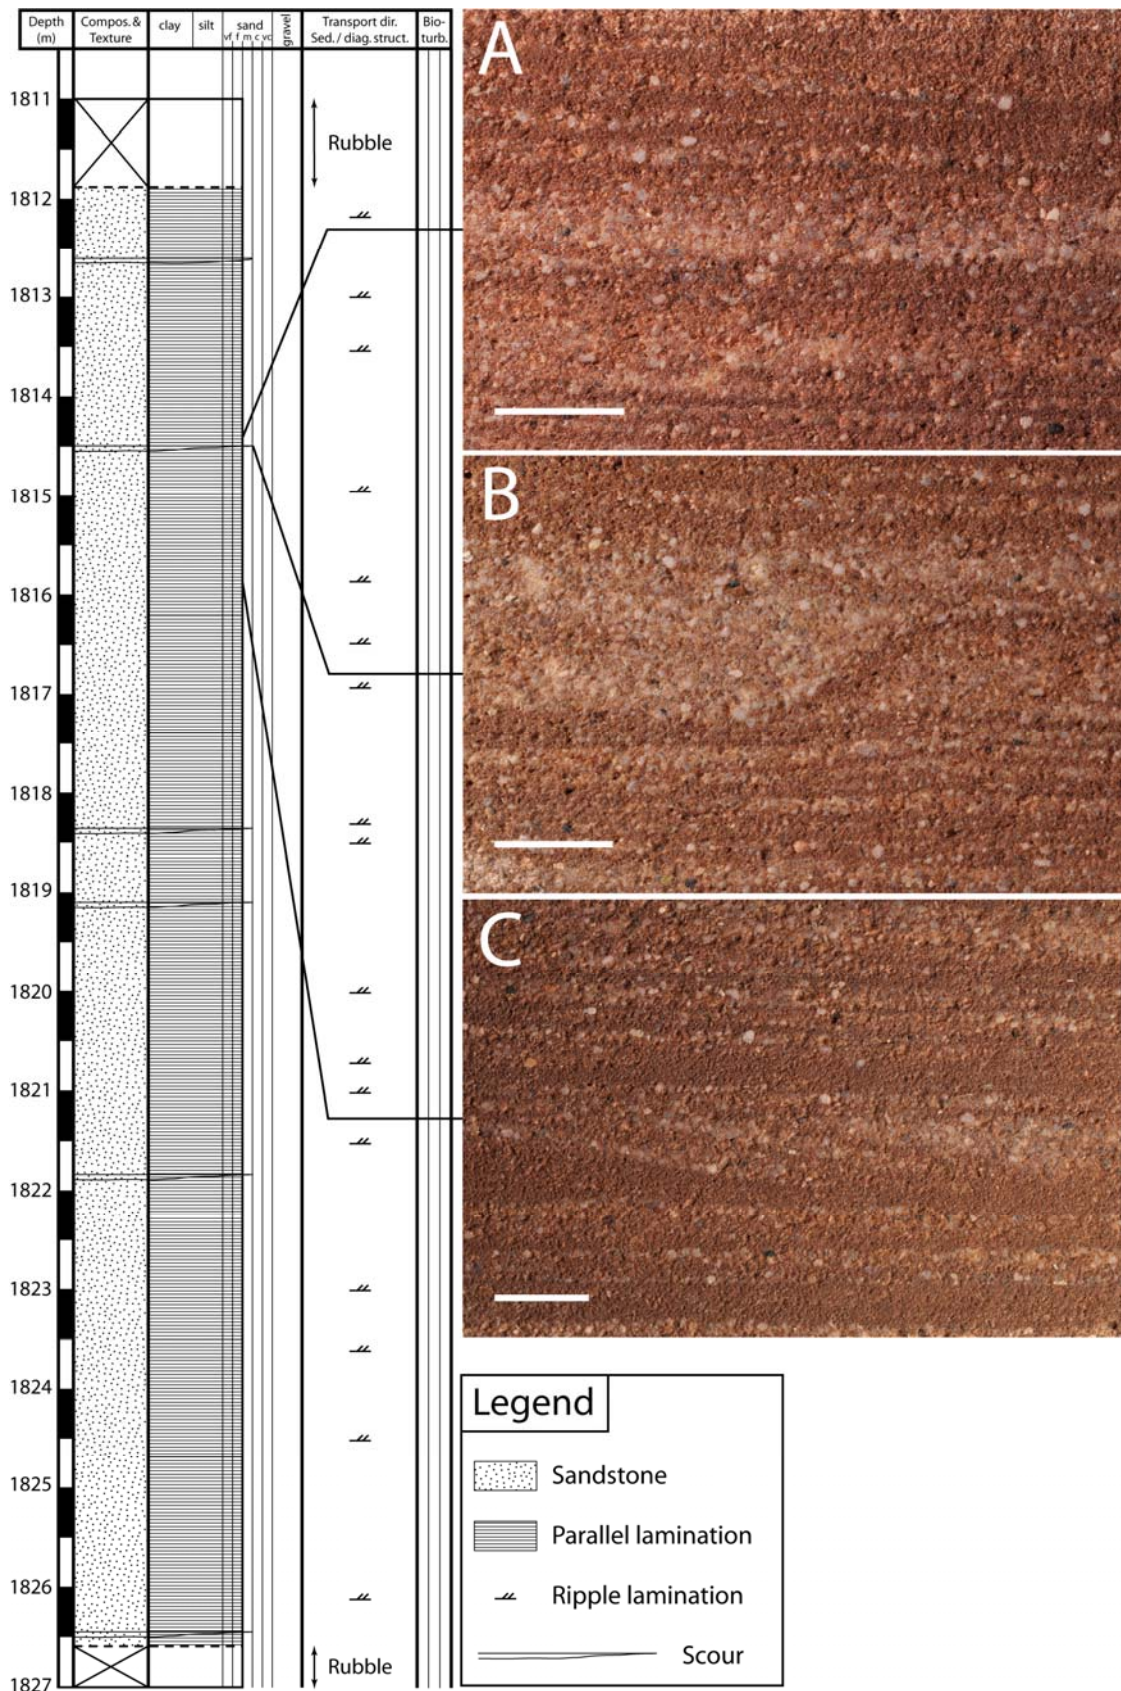 Depth
(m)
Compos. &
Texture
clay
silt
sand
vf f m c vc
gravel
Transport dir.
Sed. / diag. struct.
Bio-
turb.
1811
1812
1813
1814
1815
1816
1817
1818
1819
1820
1821
1822
1823
1824
1825
1826
1827
Rubble
Rubble
A
B
C
Legend
Sandstone
Parallel lamination
Ripple lamination
Scour